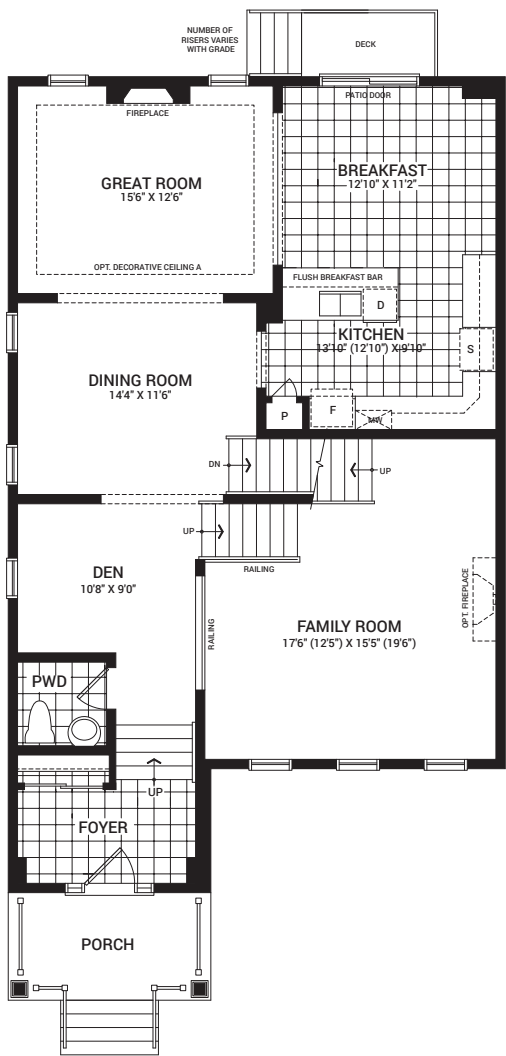 NUMBER OF
RISERS VARIES
WITH GRADE
DECK
PATIO DOOR
FIREPLACE
GREAT ROOM
15'6" X 12'6"
OPT. DECORATIVE CEILING A
BREAKFAST
12'10" X 11'2"
FLUSH BREAKFAST BAR
D
KITCHEN
13'10" (12'10") X 9'10"
S
DINING ROOM
14'4" X 11'6"
P
F
MW
DN
UP
UP
RAILING
DEN
10'8" X 9'0"
RAILING
FAMILY ROOM
17'6" (12'5") X 15'5" (19'6")
OPT. FIREPLACE
PWD
UP
FOYER
PORCH